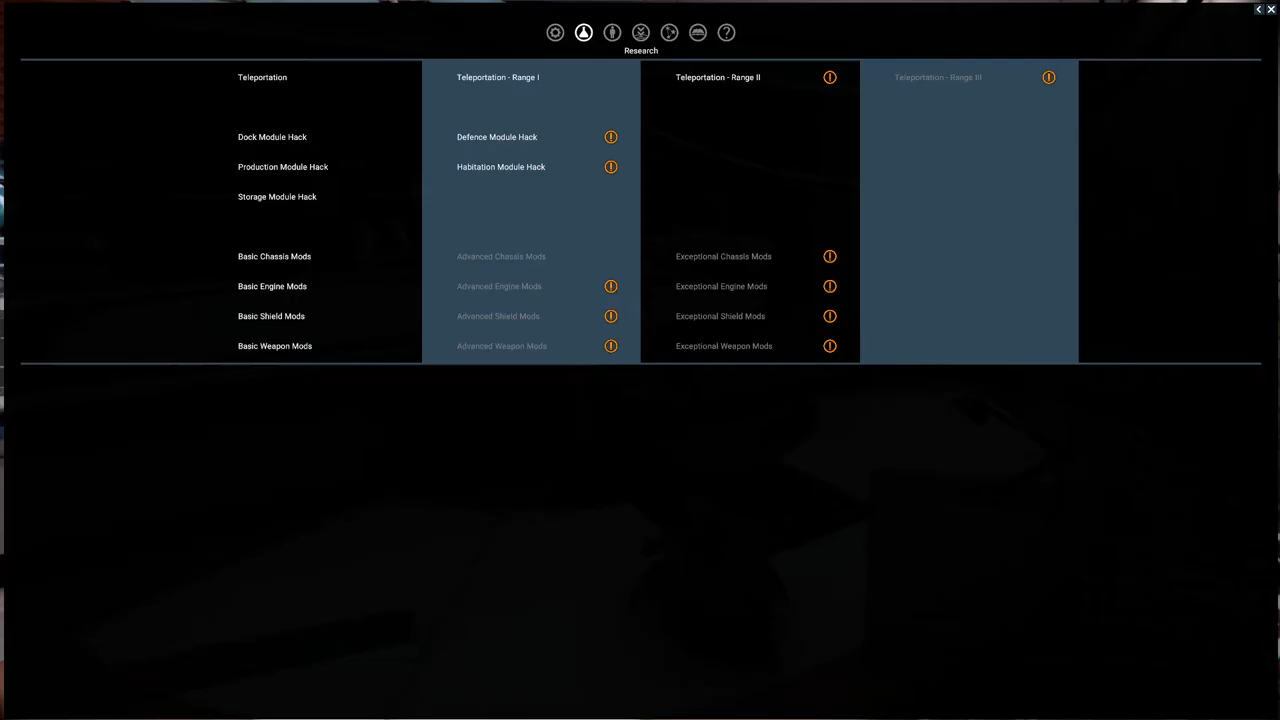 Research
Teleportation Teleportation - Range I Teleportation - Range II Teleportation - Range III
Dock Module Hack Defence Module Hack
Production Module Hack Habitation Module Hack
Storage Module Hack
Basic Chassis Mods Advanced Chassis Mods Exceptional Chassis Mods
Basic Engine Mods Advanced Engine Mods Exceptional Engine Mods
Basic Shield Mods Advanced Shield Mods Exceptional Shield Mods
Basic Weapon Mods Advanced Weapon Mods Exceptional Weapon Mods